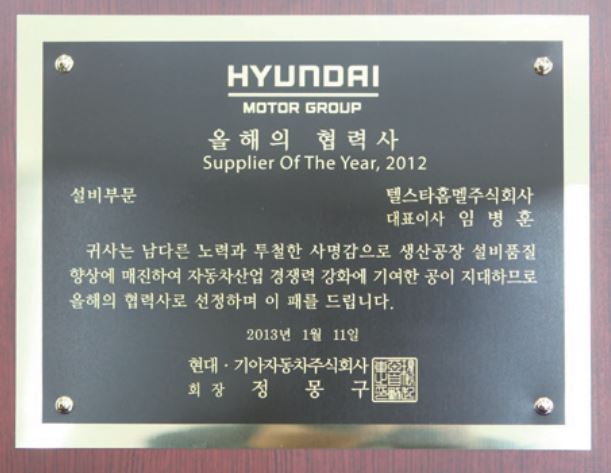 HYUNDAI
MOTOR GROUP
올해의 협력사
Supplier Of The Year, 2012
설비부문
텔스타홈멜주식회사
대표이사 임 병 훈
귀사는 남다른 노력과 투철한 사명감으로 생산공장 설비품질
향상에 매진하여 자동차산업 경쟁력 강화에 기여한 공이 지대하므로
올해의 협력사로 선정하며 이 패를 드립니다.
2013년 1월 11일
현대·기아자동차주식회사
회 장 정 몽 구